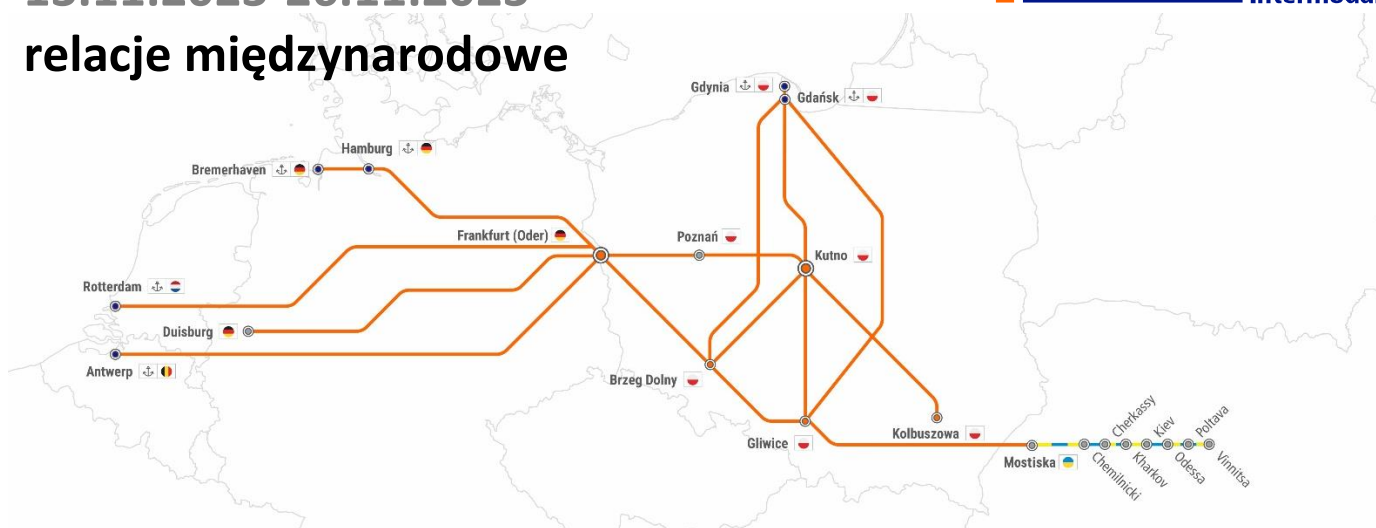 relacje międzynarodowe
Gdynia
Gdańsk
Hamburg
Bremerhaven
Frankfurt (Oder)
Poznań
Kutno
Rotterdam
Duisburg
Antwerp
Brzeg Dolny
Gliwice
Kolbuszowa
Mostiska
Chemilnicki
Cherkassy
Kharkov
Kiev
Odessa
Poltava
Vinnitsa